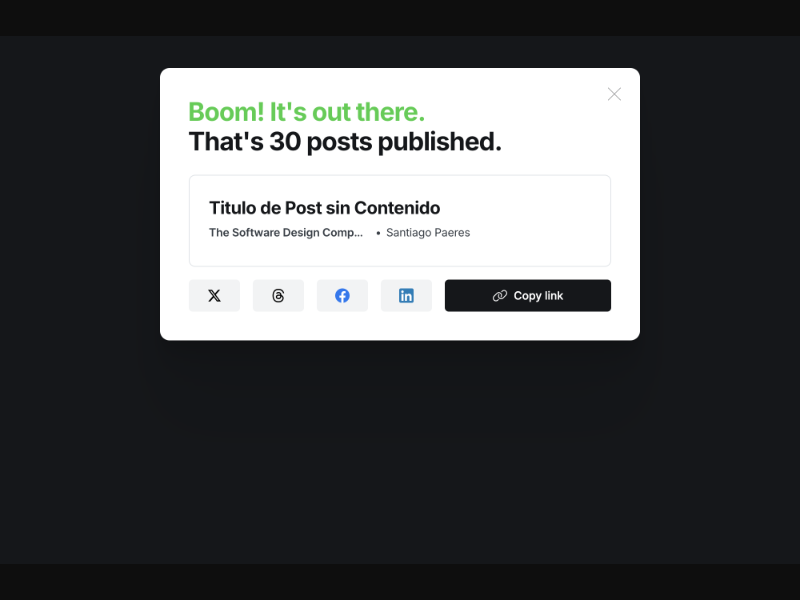 Boom! It's out there.
That's 30 posts published.
Titulo de Post sin Contenido
The Software Design Comp... • Santiago Paeres
Copy link